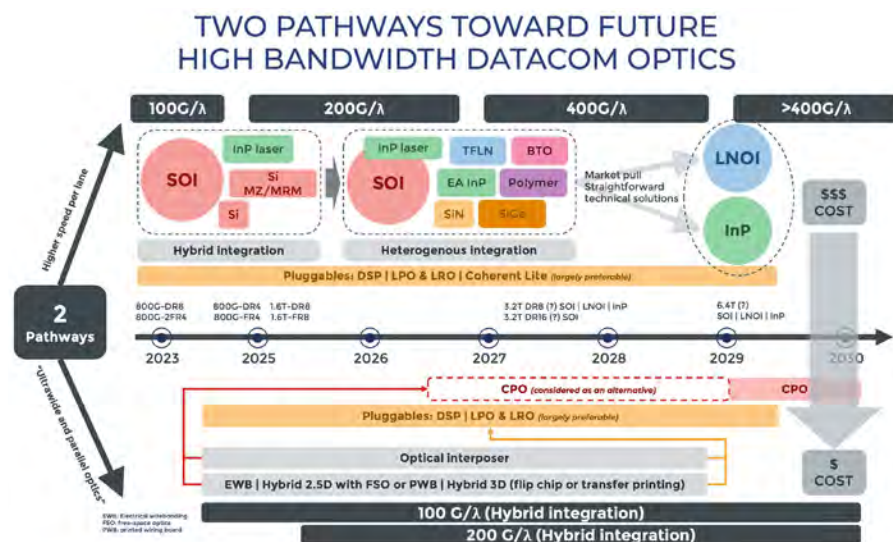 TWO PATHWAYS TOWARD FUTURE
HIGH BANDWIDTH DATACOM OPTICS
100G/λ
200G/λ
400G/λ
>400G/λ
Higher speed per lane
SOI
InP laser
Si
MZ/MRM
Si
InP laser
SOI
TFLN
BTO
EA InP
Polymer
SiN
SiGe
Market pull
Straightforward
technical solutions
LNOI
InP
$$$
COST
Hybrid integration
Heterogenous integration
Pluggables: DSP | LPO & LRO | Coherent Lite (largely preferable)
2
Pathways
800G-DR8
800G-2FR4
800G-DR4
800G-FR4
1.6T-DR8
1.6T-FR8
3.2T DR8 (?) SOI | LNOI | InP
3.2T DR16 (?) SOI
6.4T (?)
SOI | LNOI | InP
2023
2025
2026
2027
2028
2029
2030
"Ultrawide and parallel optics"
CPO (considered as an alternative)
CPO
Pluggables: DSP | LPO & LRO (largely preferable)
Optical interposer
EWB | Hybrid 2.5D with FSO or PWB | Hybrid 3D (flip chip or transfer printing)
$
COST
EWB: Electrical wirebonding
FSO: free-space optics
PWB: printed wiring board
100 G/λ (Hybrid integration)
200 G/λ (Hybrid integration)